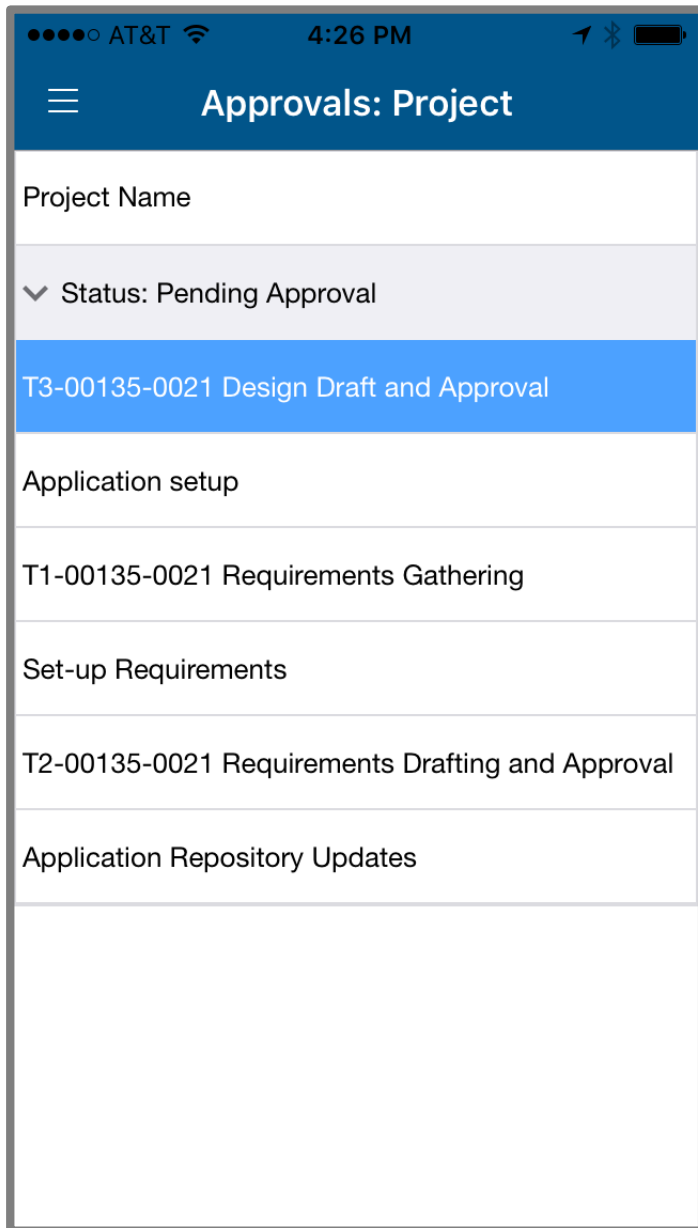 AT&T 4:26 PM
Approvals: Project
Project Name
Status: Pending Approval
T3-00135-0021 Design Draft and Approval
Application setup
T1-00135-0021 Requirements Gathering
Set-up Requirements
T2-00135-0021 Requirements Drafting and Approval
Application Repository Updates